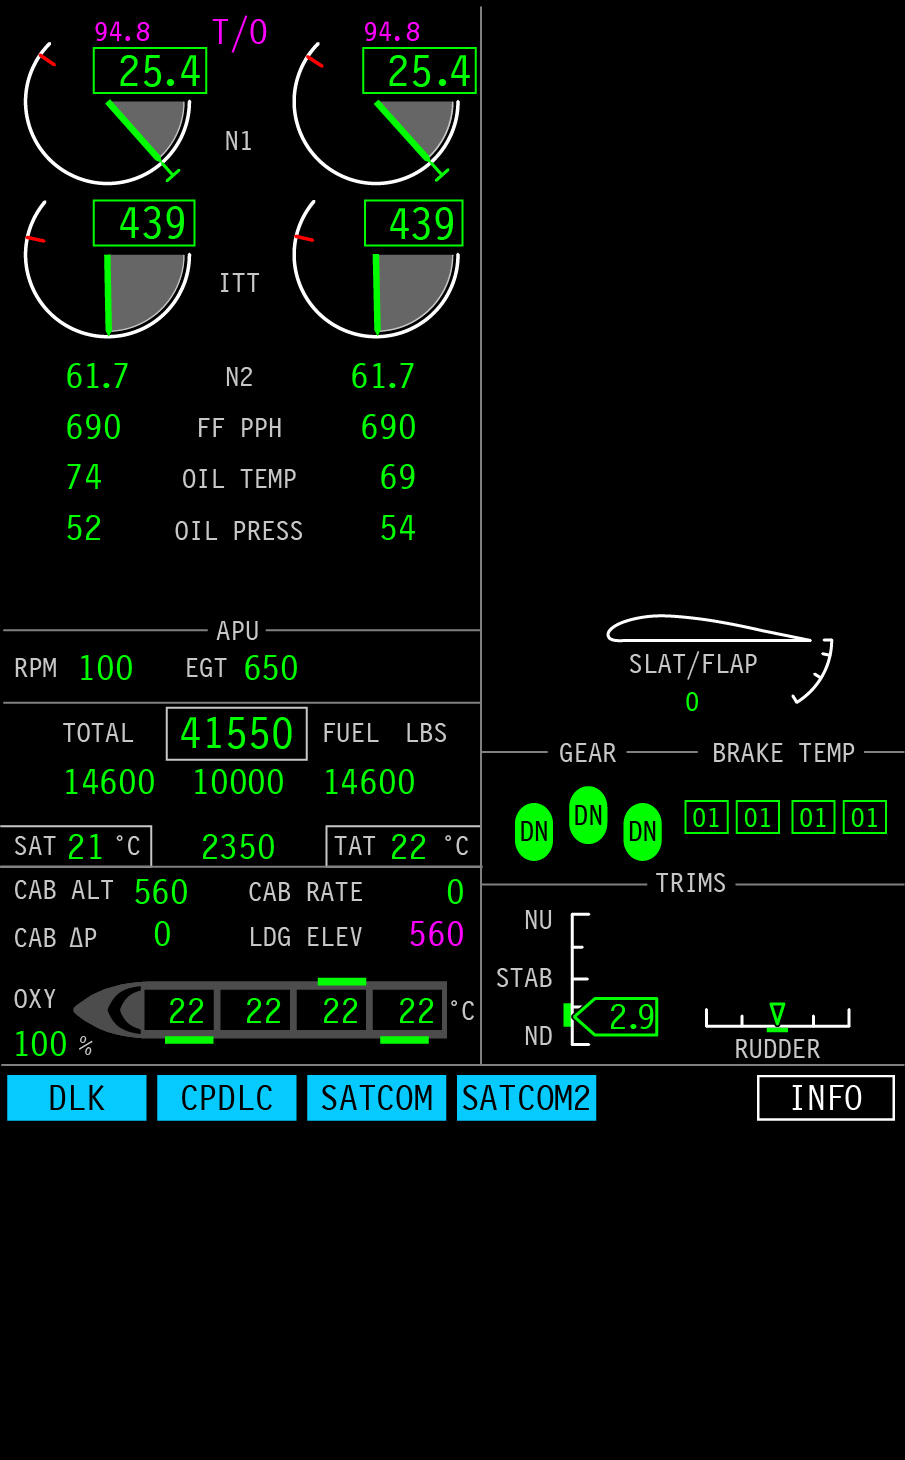 94.8 T/O 94.8
25.4 25.4
N1
439 439
ITT
61.7 N2 61.7
690 FF PPH 690
74 OIL TEMP 69
52 OIL PRESS 54
APU
RPM 100 EGT 650
TOTAL 41550 FUEL LBS
14600 10000 14600
SAT 21 °C 2350 TAT 22 °C
CAB ALT 560 CAB RATE 0
CAB ΔP 0 LDG ELEV 560
OXY 22 22 22 22 °C
100 %
SLAT/FLAP
0
GEAR BRAKE TEMP
DN DN DN 01 01 01 01
TRIMS
NU
STAB
2.9
ND
RUDDER
DLK CPDLC SATCOM SATCOM2 INFO